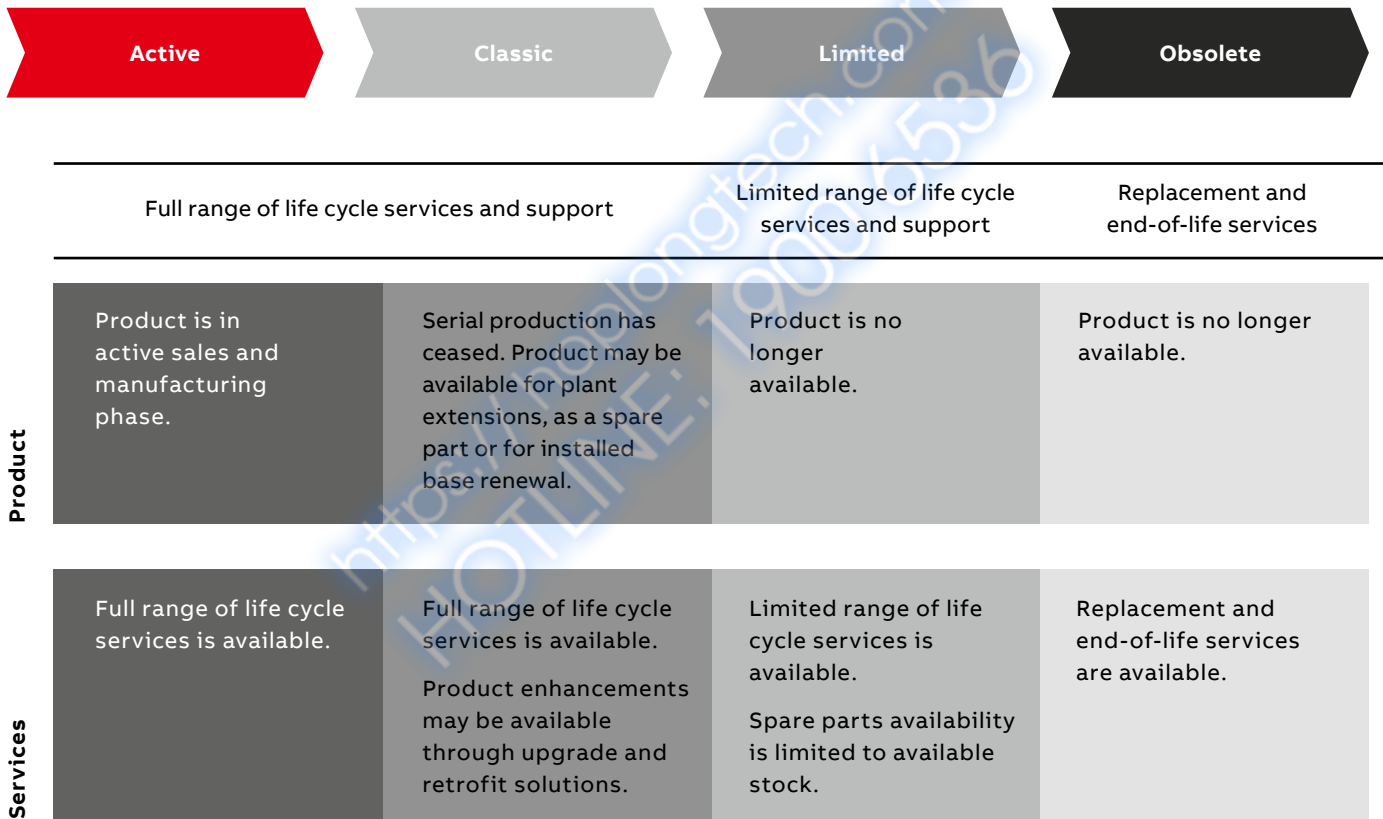 Active
Classic
Limited
Obsolete
Full range of life cycle services and support
Limited range of life cycle
services and support
Replacement and
end-of-life services
Product
Product is in
active sales and
manufacturing
phase.
Serial production has
ceased. Product may be
available for plant
extensions, as a spare
part or for installed
base renewal.
Product is no
longer
available.
Product is no longer
available.
Services
Full range of life cycle
services is available.
Full range of life cycle
services is available.
Product enhancements
may be available
through upgrade and
retrofit solutions.
Limited range of life
cycle services is
available.
Spare parts availability
is limited to available
stock.
Replacement and
end-of-life services
are available.
https://hoplongtech.com
HOTLINE: 1900.6536